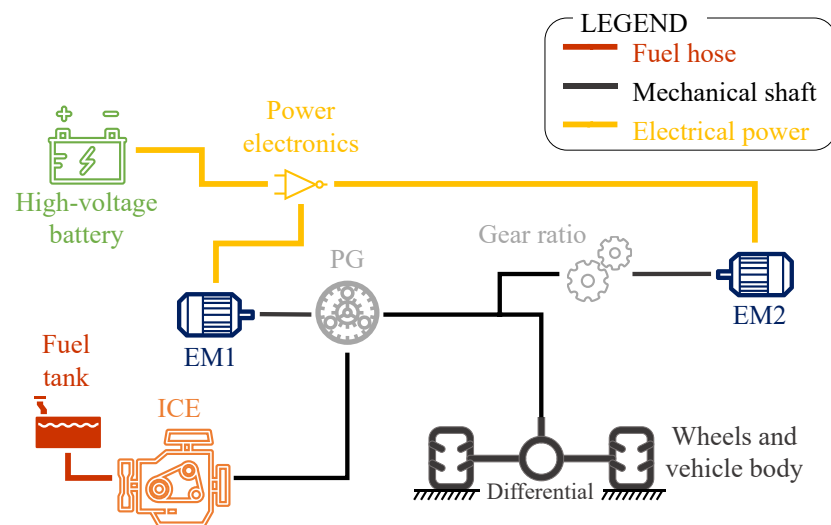 LEGEND
Fuel hose
Mechanical shaft
Electrical power
Power
electronics
+ -
High-voltage
battery
Gear ratio
PG
EM1
EM2
Fuel
tank
ICE
Wheels and
vehicle body
Differential